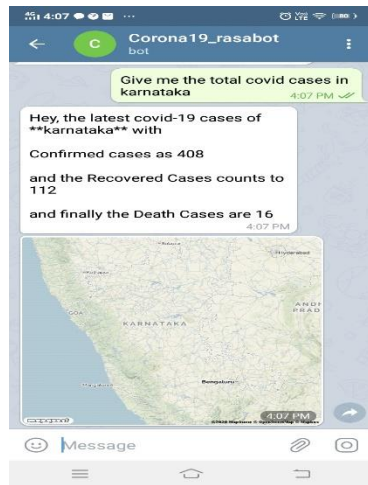 4:07
Corona19_rasabot
C
bot
Give me the total covid cases in
karnataka
4:07 PM
Hey, the latest covid-19 cases of
**karnataka** with
Confirmed cases as 408
and the Recovered Cases counts to
112
and finally the Death Cases are 16
4:07 PM
Hyderabad
GOA
KARNATAKA
Bengaluru
4:07 PM
Message